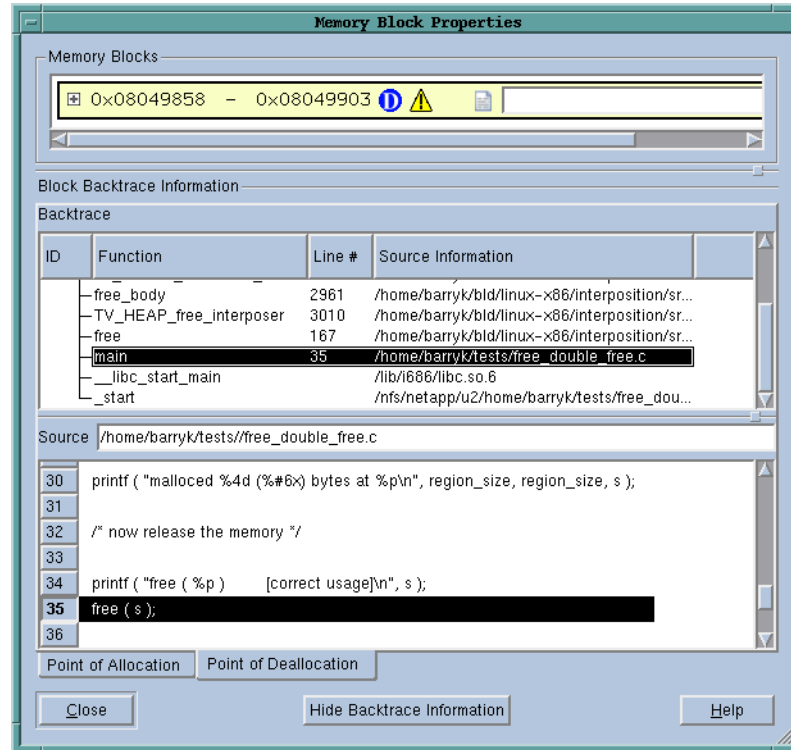 Memory Block Properties
Memory Blocks
0x08049858 - 0x08049903 D
Block Backtrace Information
Backtrace
ID Function Line # Source Information
free_body 2961 /home/barryk/bld/linux-x86/interposition/sr...
TV_HEAP_free_interposer 3010 /home/barryk/bld/linux-x86/interposition/sr...
free 167 /home/barryk/bld/linux-x86/interposition/sr...
main 35 /home/barryk/tests/free_double_free.c
__libc_start_main /lib/i686/libc.so.6
_start /nfs/netapp/u2/home/barryk/tests/free_dou...
Source /home/barryk/tests//free_double_free.c
30 printf ( "malloced %4d (%#6x) bytes at %p\n", region_size, region_size, s );
31
32 /* now release the memory */
33
34 printf ( "free ( %p ) [correct usage]\n", s );
35 free ( s );
36
Point of Allocation Point of Deallocation
Close Hide Backtrace Information Help